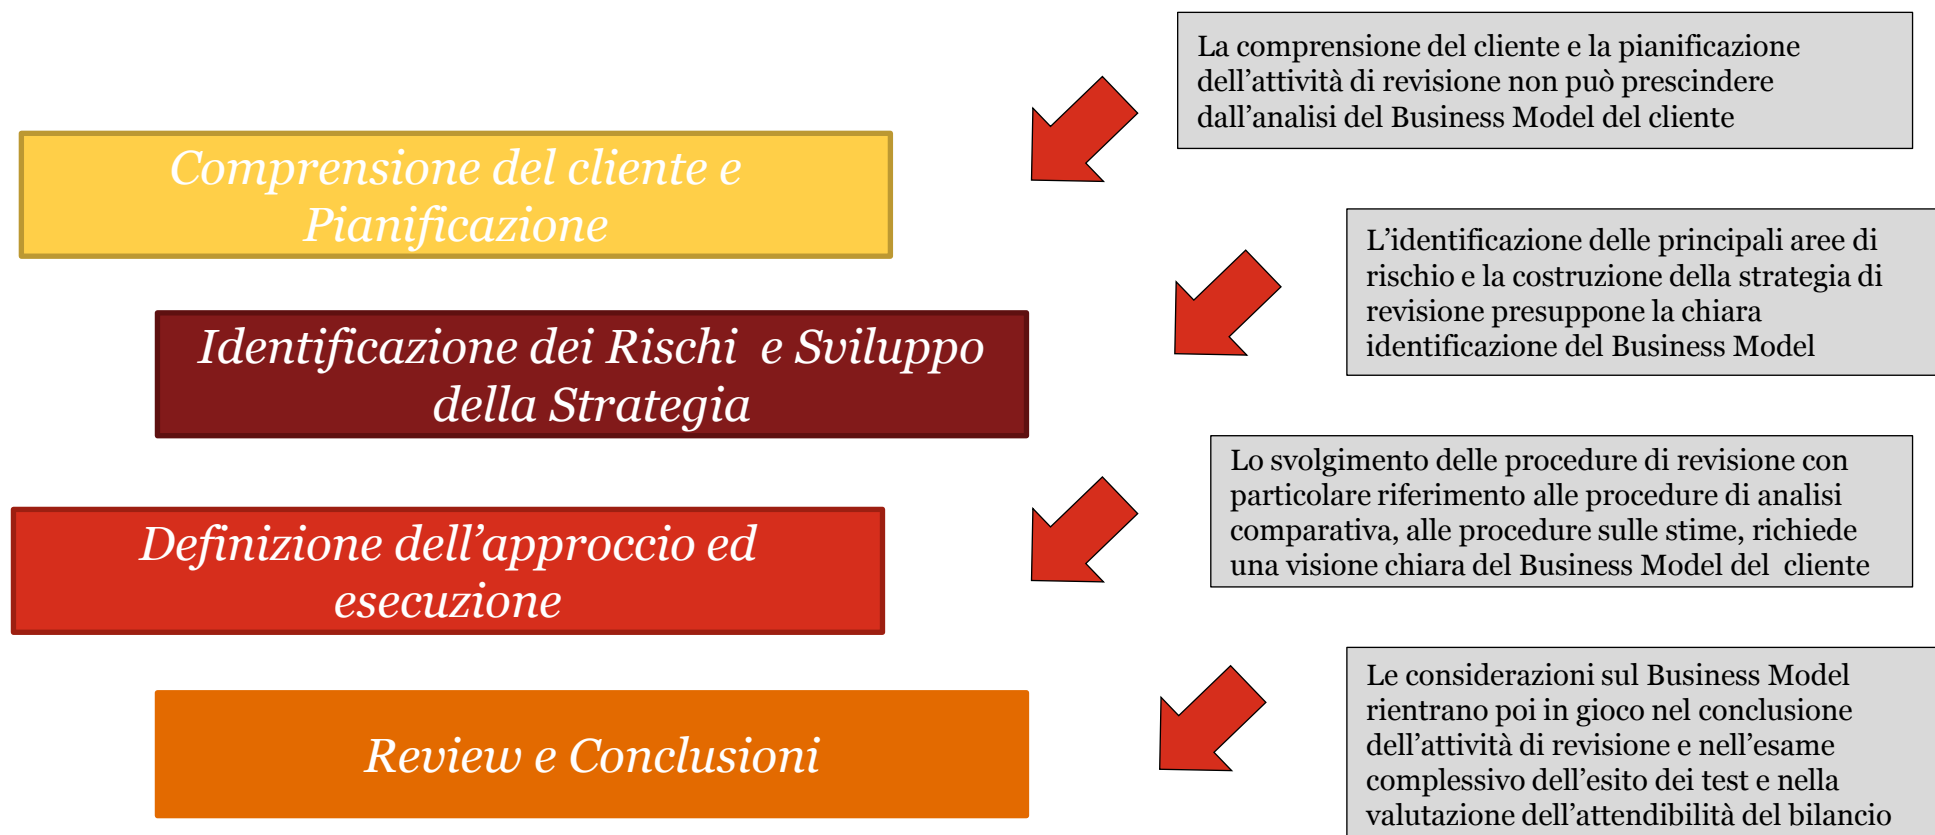 La comprensione del cliente e la pianificazione
dell’attività di revisione non può prescindere
dall’analisi del Business Model del cliente
Comprensione del cliente e
Pianificazione
L’identificazione delle principali aree di
rischio e la costruzione della strategia di
revisione presuppone la chiara
identificazione del Business Model
Identificazione dei Rischi e Sviluppo
della Strategia
Lo svolgimento delle procedure di revisione con
particolare riferimento alle procedure di analisi
comparativa, alle procedure sulle stime, richiede
una visione chiara del Business Model del cliente
Definizione dell’approccio ed
esecuzione
Le considerazioni sul Business Model
rientrano poi in gioco nel conclusione
dell’attività di revisione e nell’esame
complessivo dell’esito dei test e nella
valutazione dell’attendibilità del bilancio
Review e Conclusioni